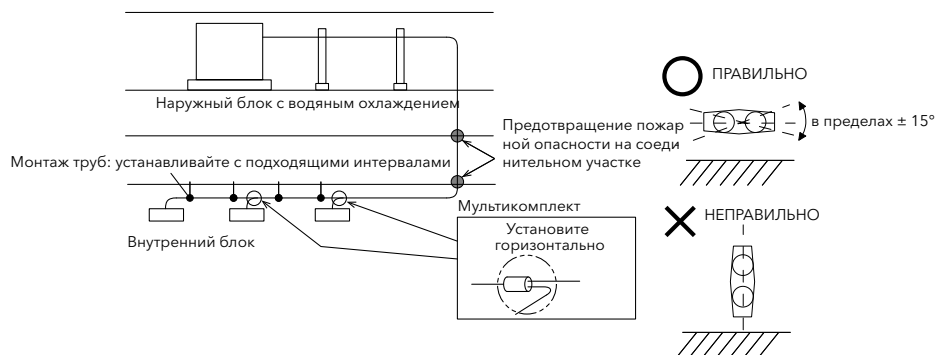 Наружный блок с водяным охлаждением
Предотвращение пожар
ной опасности на соеди
нительном участке
Монтаж труб: устанавливайте с подходящими интервалами
Внутренний блок
Мультикомплект
Установите
горизонтально
ПРАВИЛЬНО
в пределах ± 15°
НЕПРАВИЛЬНО